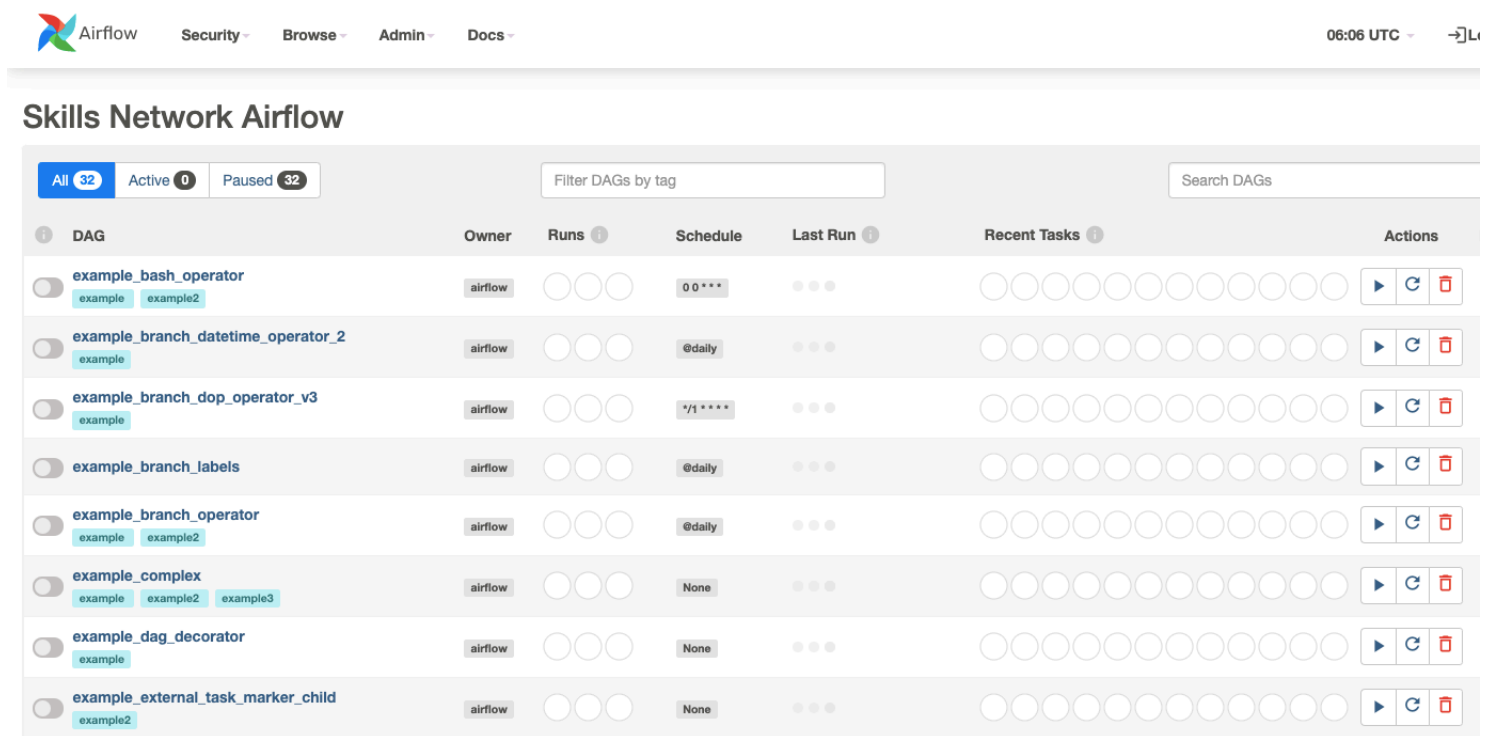 Airflow Security Browse Admin Docs 06:06 UTC
Skills Network Airflow
All 32 Active 0 Paused 32 Filter DAGs by tag Search DAGs
DAG Owner Runs Schedule Last Run Recent Tasks Actions
example_bash_operator
example example2 airflow 0 0 * * *
example_branch_datetime_operator_2
example airflow @daily
example_branch_dop_operator_v3
example airflow */1 * * * *
example_branch_labels airflow @daily
example_branch_operator
example example2 airflow @daily
example_complex
example example2 example3 airflow None
example_dag_decorator
example airflow None
example_external_task_marker_child
example2 airflow None